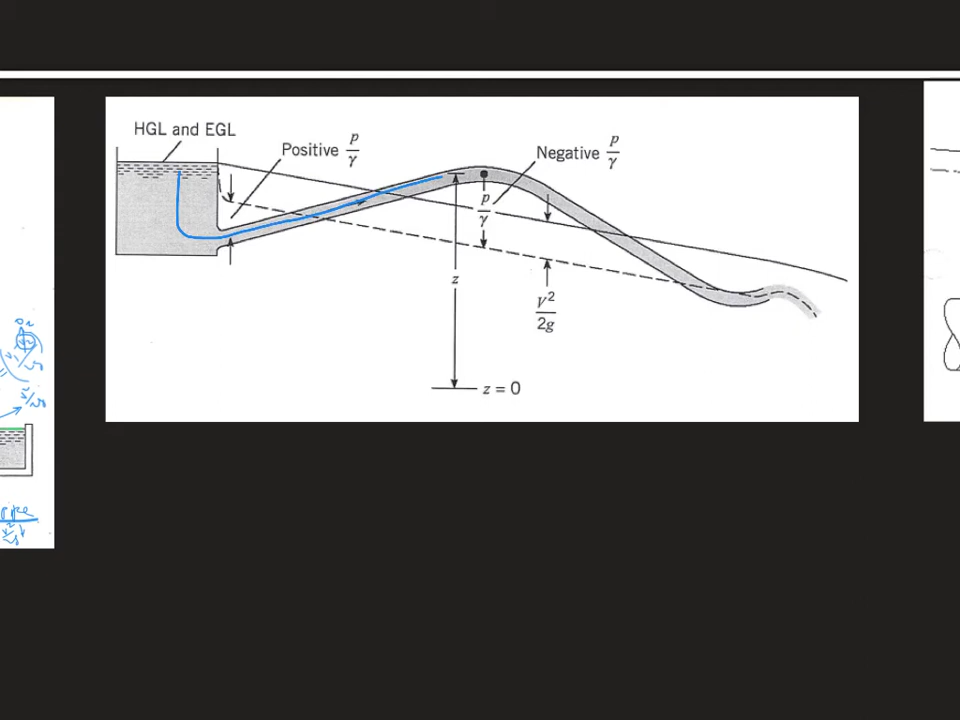 HGL and EGL
Positive p/γ
Negative p/γ
p/γ
z
V²/2g
z = 0